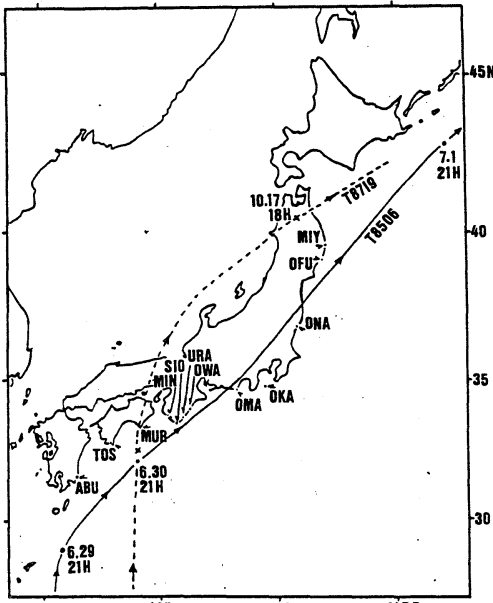 45N
7.1
21H
10.17
18H
T8719
T8506
40
MIY
OFU
ONA
URA
SIO
OWA
MIN
35
OMA
OKA
MUR
TOS
6.30
21H
ABU
30
6.29
21H